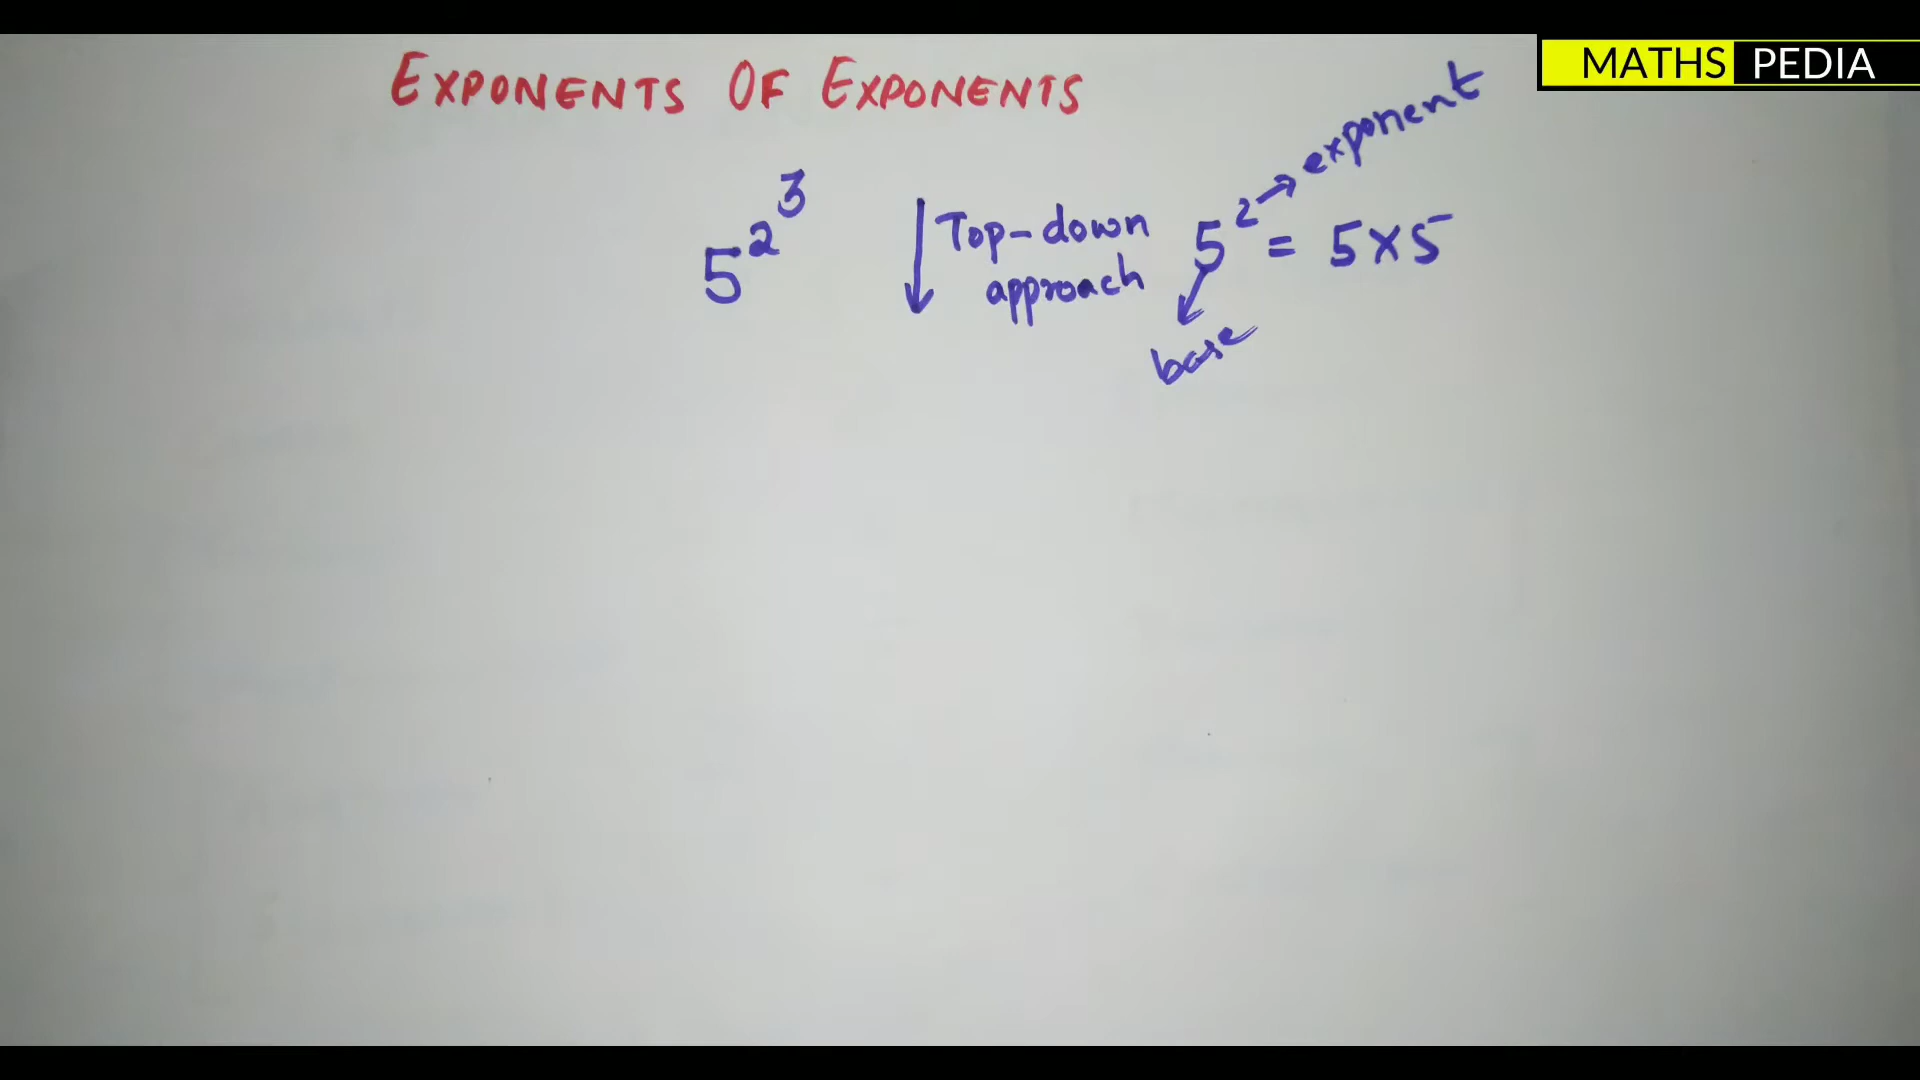 MATHS PEDIA
EXPONENTS OF EXPONENTS
5^2^3
Top-down
approach
5^2 = 5×5
exponent
base